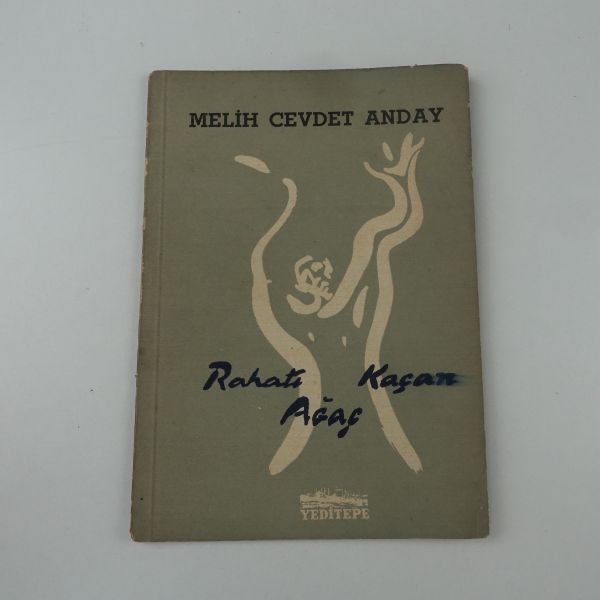 MELİH CEVDET ANDAY
Rahatı Kaçan
Ağaç
YEDİTEPE